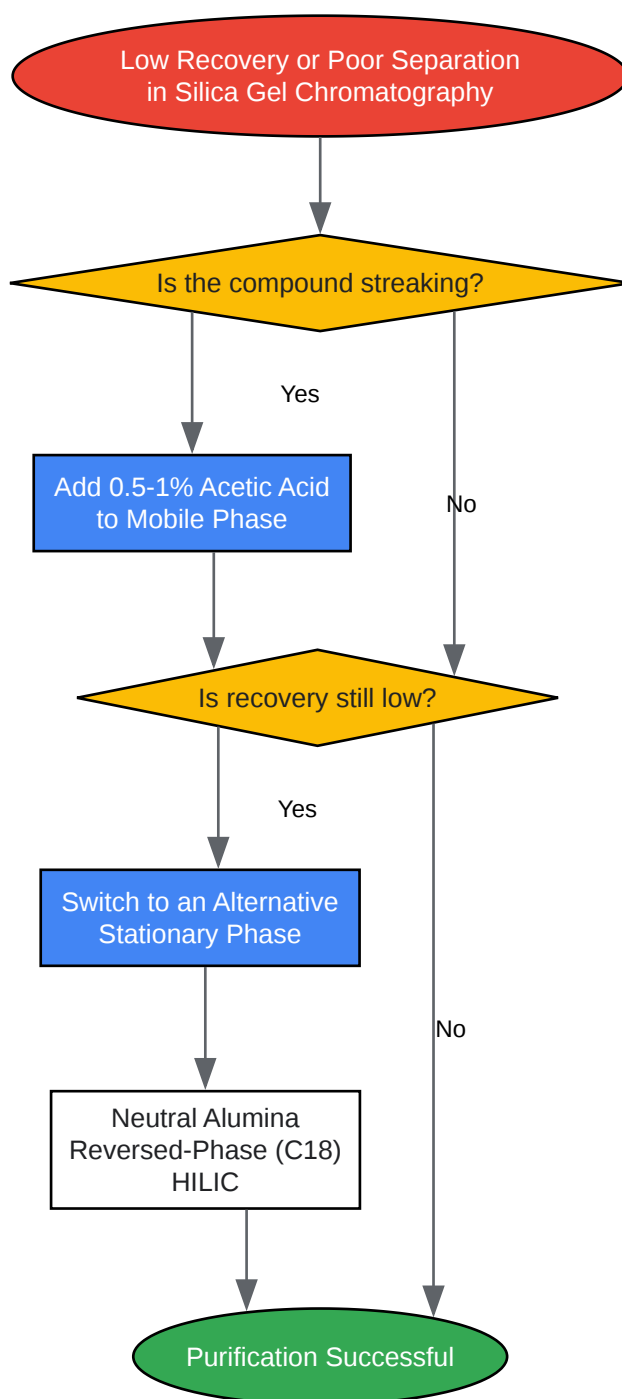 Low Recovery or Poor Separation
in Silica Gel Chromatography
Is the compound streaking?
Yes
Add 0.5-1% Acetic Acid
to Mobile Phase
No
Is recovery still low?
Yes
Switch to an Alternative
Stationary Phase
No
Neutral Alumina
Reversed-Phase (C18)
HILIC
Purification Successful